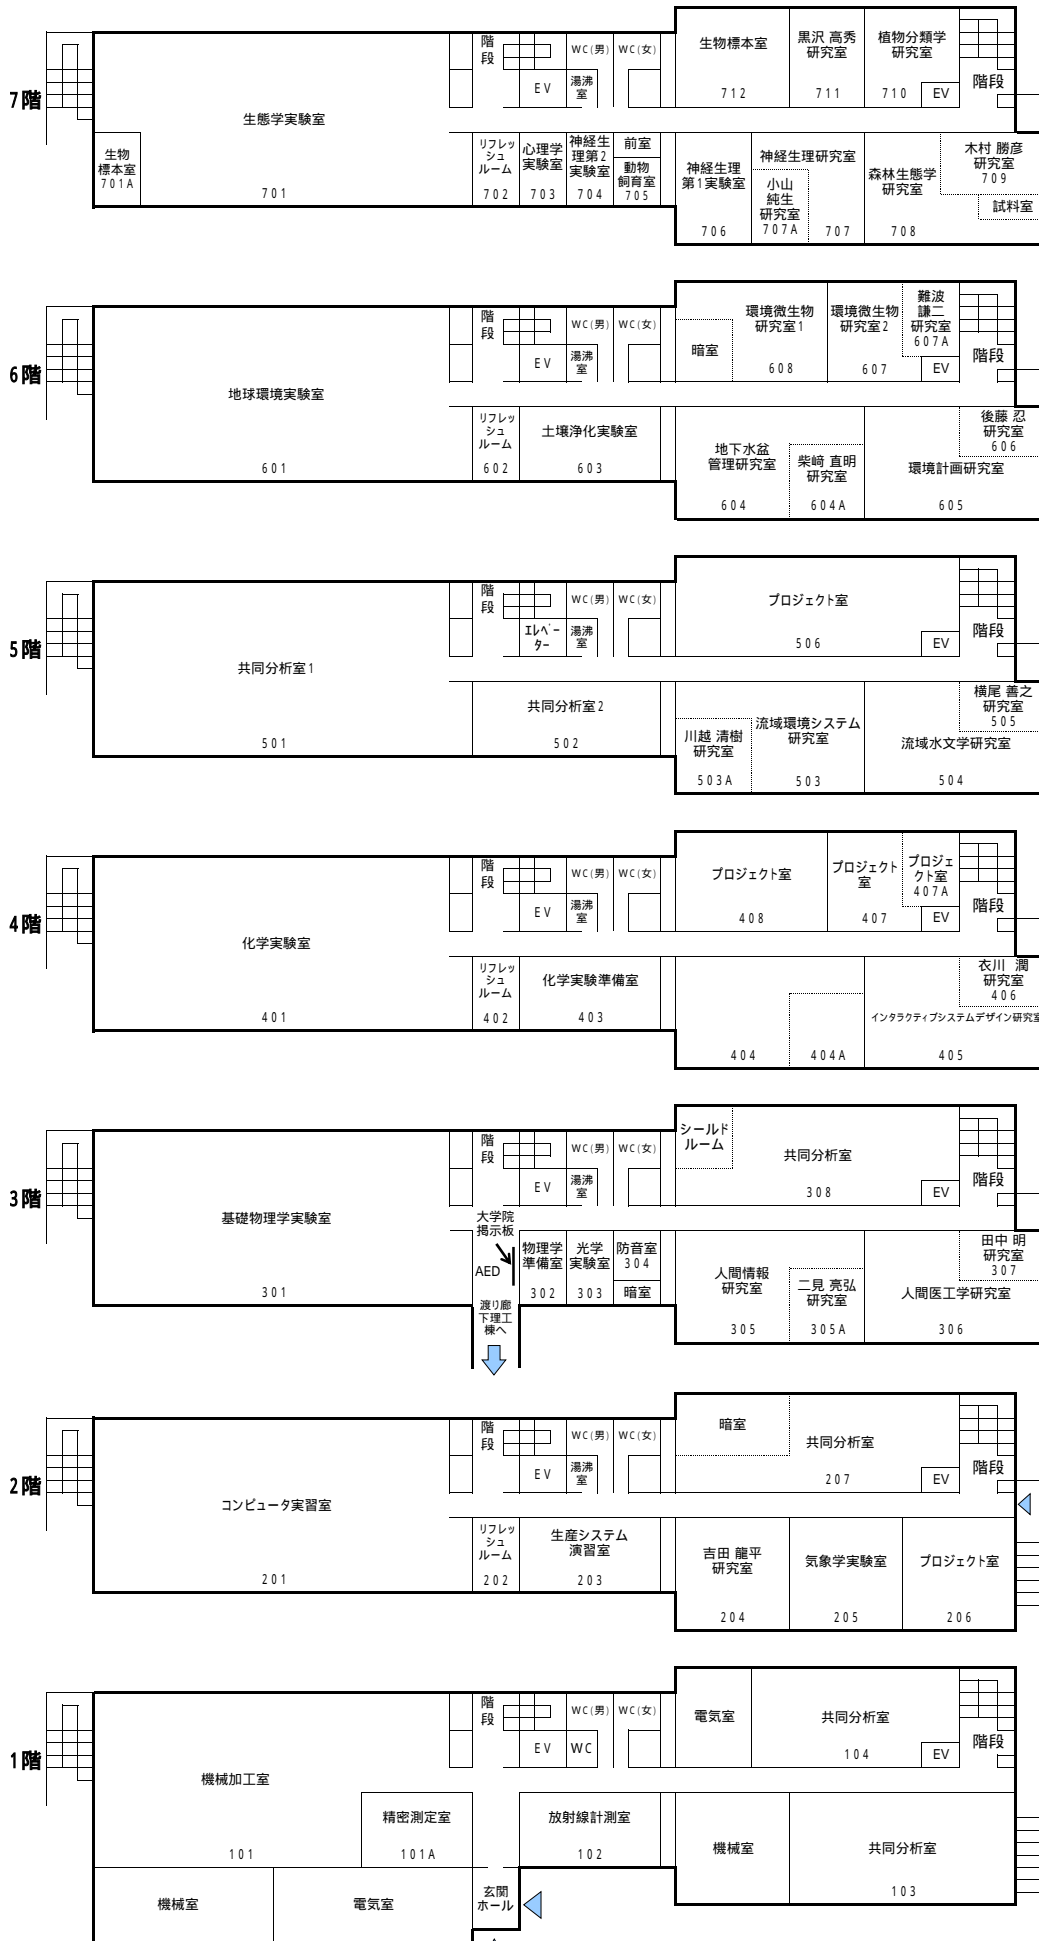 7階
生態学実験室
701
生物
標本室
701A
階
段
EV
WC(男)
湯沸
室
WC(女)
リフレッ
シュ
ルーム
702
心理学
実験室
703
神経生
理第2
実験室
704
前室
動物
飼育室
705
生物標本室
712
黒沢 高秀
研究室
711
植物分類学
研究室
710
EV
階段
神経生理
第1実験室
706
神経生理研究室
小山
純生
研究室
707A
707
森林生態学
研究室
708
木村 勝彦
研究室
709
試料室
6階
地球環境実験室
601
階
段
EV
WC(男)
湯沸
室
WC(女)
リフレッ
シュ
ルーム
602
土壌浄化実験室
603
暗室
環境微生物
研究室1
608
環境微生物
研究室2
607
難波
謙二
研究室
607A
EV
階段
地下水盆
管理研究室
604
柴﨑 直明
研究室
604A
後藤 忍
研究室
606
環境計画研究室
605
5階
共同分析室1
501
階
段
エレベー
ター
WC(男)
湯沸
室
WC(女)
共同分析室2
502
プロジェクト室
506
EV
階段
川越 清樹
研究室
503A
流域環境システム
研究室
503
横尾 善之
研究室
505
流域水文学研究室
504
4階
化学実験室
401
階
段
EV
WC(男)
湯沸
室
WC(女)
リフレッ
シュ
ルーム
402
化学実験準備室
403
プロジェクト室
408
プロジェクト
室
407
プロジェ
クト室
407A
EV
階段
404
404A
衣川 潤
研究室
406
インタラクティブシステムデザイン研究室
405
3階
基礎物理学実験室
301
階
段
EV
WC(男)
湯沸
室
WC(女)
大学院
掲示板
AED
渡り廊
下理工
棟へ
物理学
準備室
302
光学
実験室
303
防音室
304
暗室
シールド
ルーム
共同分析室
308
EV
階段
人間情報
研究室
305
二見 亮弘
研究室
305A
田中 明
研究室
307
人間医工学研究室
306
2階
コンピュータ実習室
201
階
段
EV
WC(男)
湯沸
室
WC(女)
リフレッ
シュ
ルーム
202
生産システム
演習室
203
暗室
共同分析室
207
EV
階段
吉田 龍平
研究室
204
気象学実験室
205
プロジェクト室
206
1階
機械加工室
101
精密測定室
101A
機械室
電気室
階
段
EV
WC(男)
WC
WC(女)
放射線計測室
102
玄関
ホール
電気室
共同分析室
104
EV
階段
機械室
共同分析室
103